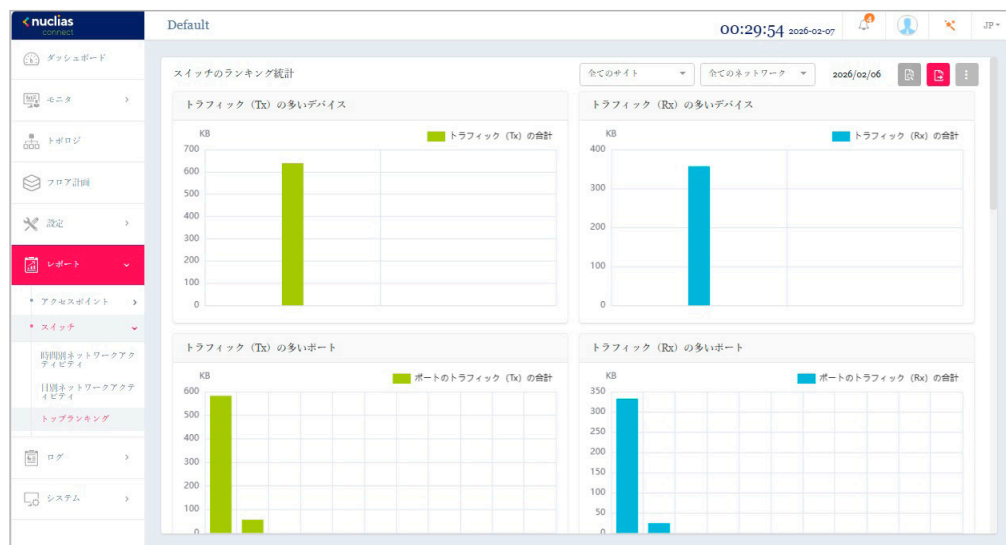 nuclias
connect
Default
00:29:54 2026-02-07
4
JP
ダッシュボード
モニタ
トポロジ
フロア計画
設定
レポート
アクセスポイント
スイッチ
時間別ネットワークアク
ティビティ
日別ネットワークアクテ
ィビティ
トップランキング
ログ
システム
スイッチのランキング統計
全てのサイト
全てのネットワーク
2026/02/06
トラフィック（Tx）の多いデバイス
KB
トラフィック（Tx）の合計
700
600
500
400
300
200
100
0
トラフィック（Rx）の多いデバイス
KB
トラフィック（Rx）の合計
400
300
200
100
0
トラフィック（Tx）の多いポート
KB
ポートのトラフィック（Tx）の合計
600
500
400
300
200
100
0
トラフィック（Rx）の多いポート
KB
ポートのトラフィック（Rx）の合計
350
300
250
200
150
100
50
0